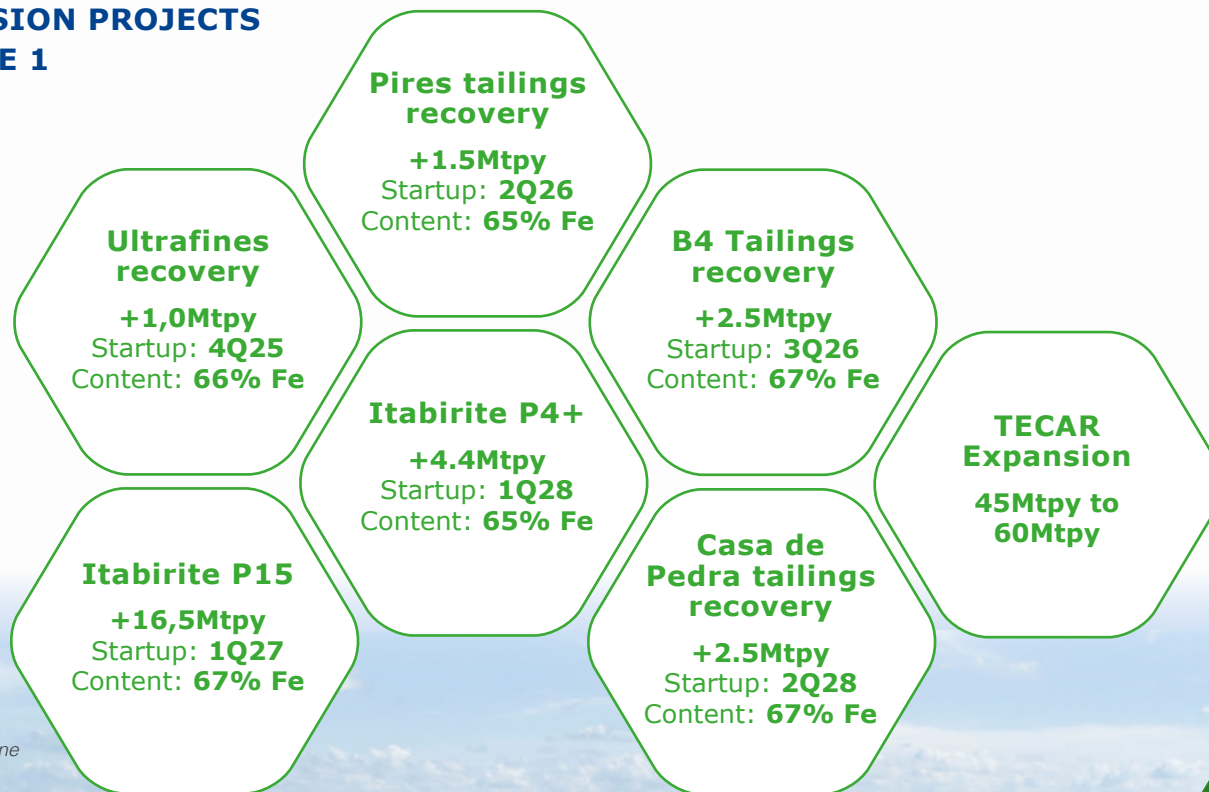 SION PROJECTS
E 1
Pires tailings
recovery
+1.5Mtpy
Startup: 2Q26
Content: 65% Fe
Ultrafines
recovery
+1,0Mtpy
Startup: 4Q25
Content: 66% Fe
B4 Tailings
recovery
+2.5Mtpy
Startup: 3Q26
Content: 67% Fe
Itabirite P4+
+4.4Mtpy
Startup: 1Q28
Content: 65% Fe
TECAR
Expansion
45Mtpy to
60Mtpy
Itabirite P15
+16,5Mtpy
Startup: 1Q27
Content: 67% Fe
Casa de
Pedra tailings
recovery
+2.5Mtpy
Startup: 2Q28
Content: 67% Fe
ne